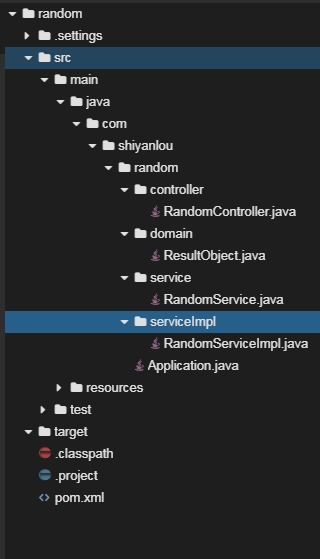 random
.settings
src
main
java
com
shiyanlou
random
controller
RandomController.java
domain
ResultObject.java
service
RandomService.java
serviceImpl
RandomServiceImpl.java
Application.java
resources
test
target
.classpath
.project
pom.xml